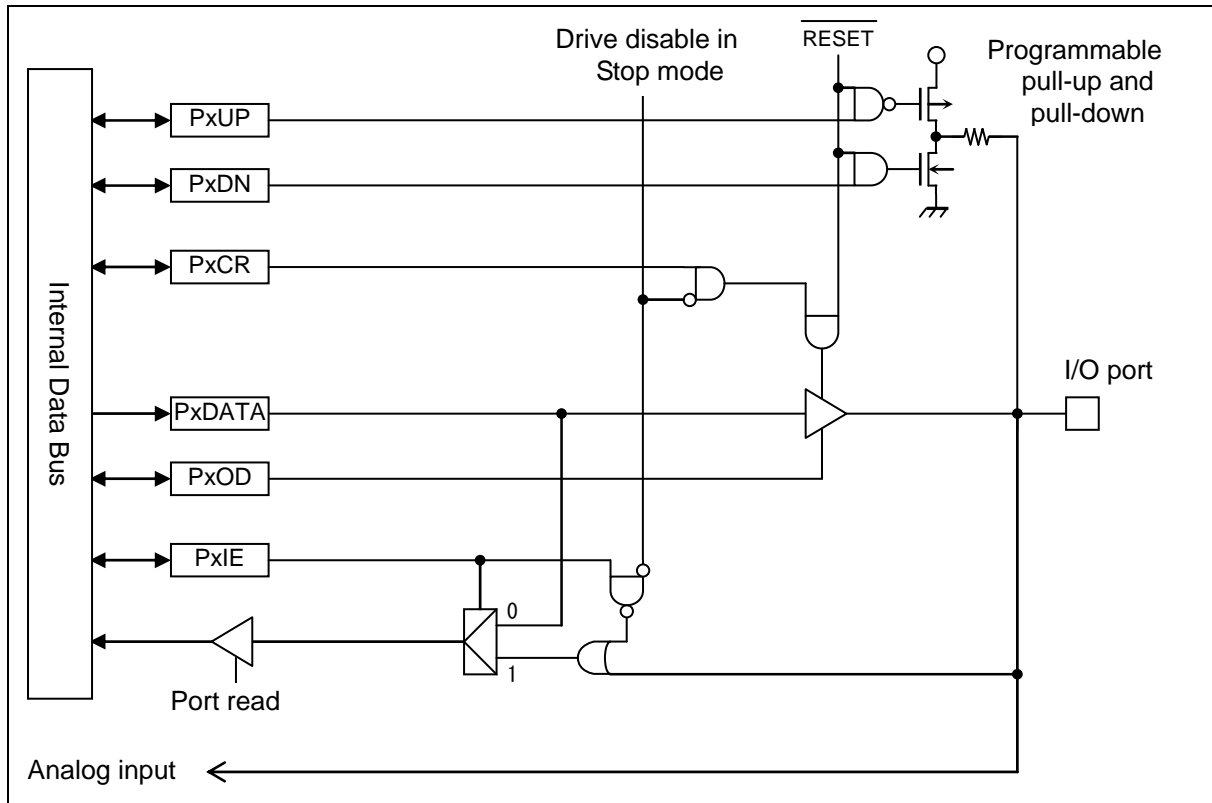 Drive disable in
Stop mode
RESET
Programmable
pull-up and
pull-down
PxUP
PxDN
PxCR
Internal Data Bus
I/O port
PxDATA
PxOD
PxIE
0
1
Port read
Analog input